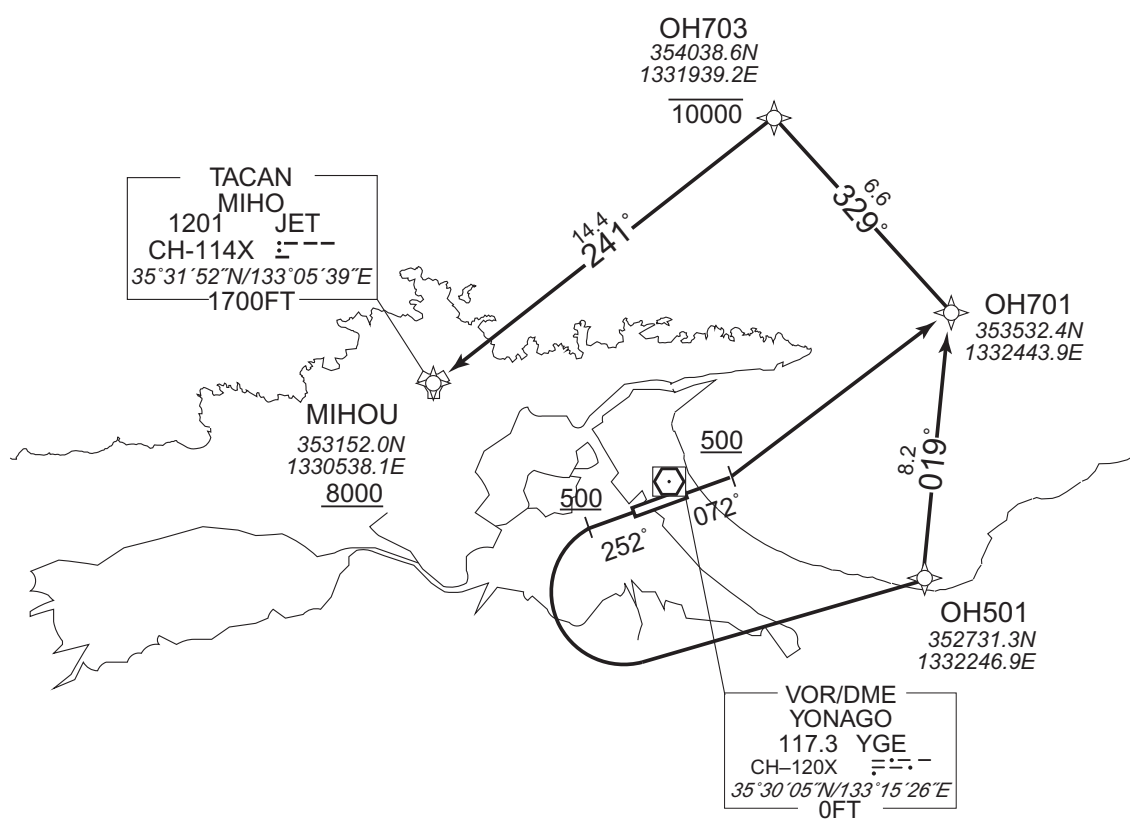 OH703
354038.6N
1331939.2E
10000
TACAN
MIHO
1201 JET
CH-114X
35°31´52˝N/133°05´39˝E
1700FT
14.4
241°
6.6
329°
OH701
353532.4N
1332443.9E
MIHOU
353152.0N
1330538.1E
8000
500
500
072°
252°
8.2
019°
OH501
352731.3N
1332246.9E
VOR/DME
YONAGO
117.3 YGE
CH–120X
35°30´05˝N/133°15´26˝E
0FT